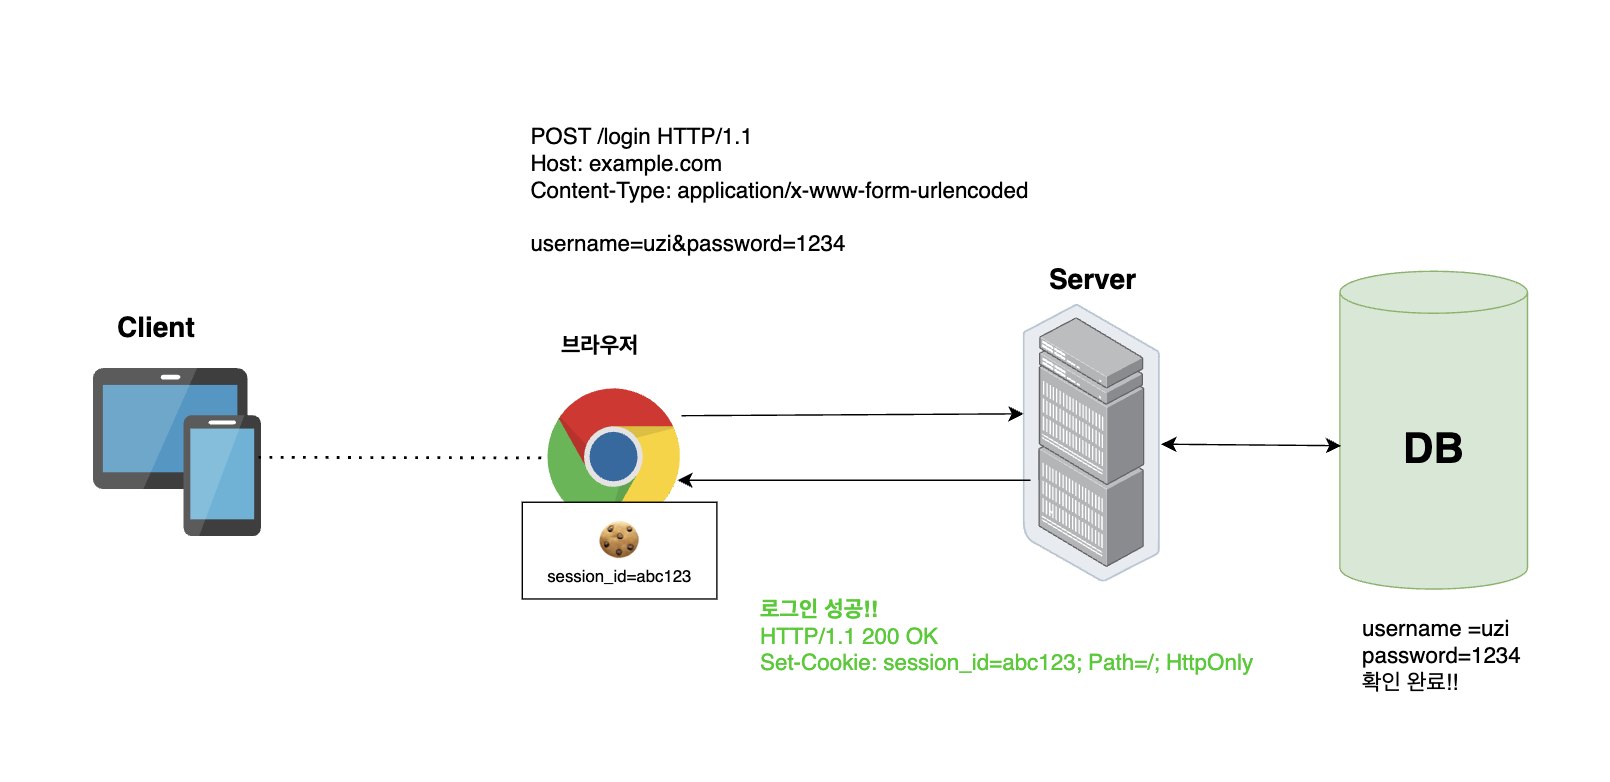 POST /login HTTP/1.1
Host: example.com
Content-Type: application/x-www-form-urlencoded
username=uzi&password=1234
Server
Client
브라우저
DB
session_id=abc123
로그인 성공!!
HTTP/1.1 200 OK
Set-Cookie: session_id=abc123; Path=/; HttpOnly
username =uzi
password=1234
확인 완료!!